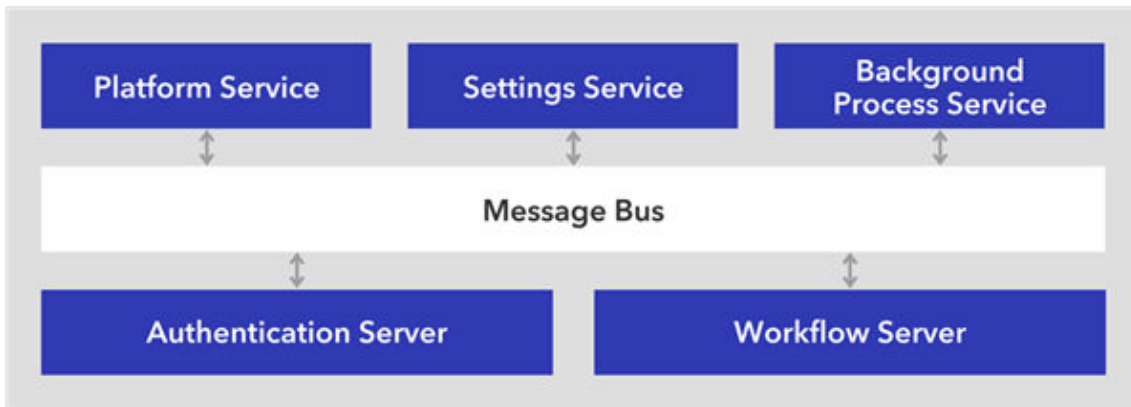 Platform Service
Settings Service
Background
Process Service
Message Bus
Authentication Server
Workflow Server